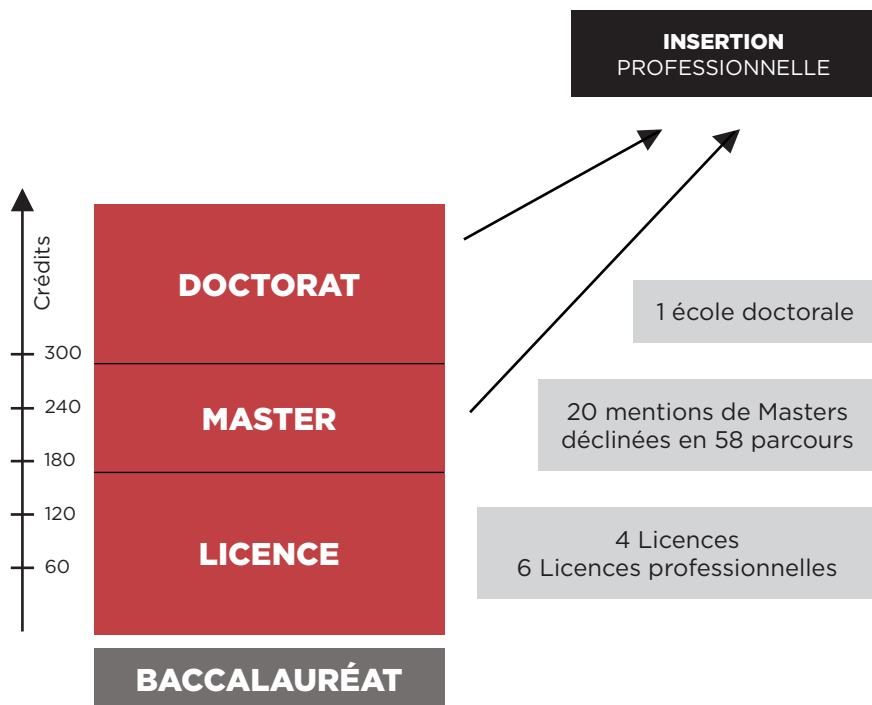 INSERTION
PROFESSIONNELLE
Crédits
300
240
180
120
60
DOCTORAT
MASTER
LICENCE
BACCALAURÉAT
1 école doctorale
20 mentions de Masters
déclinées en 58 parcours
4 Licences
6 Licences professionnelles